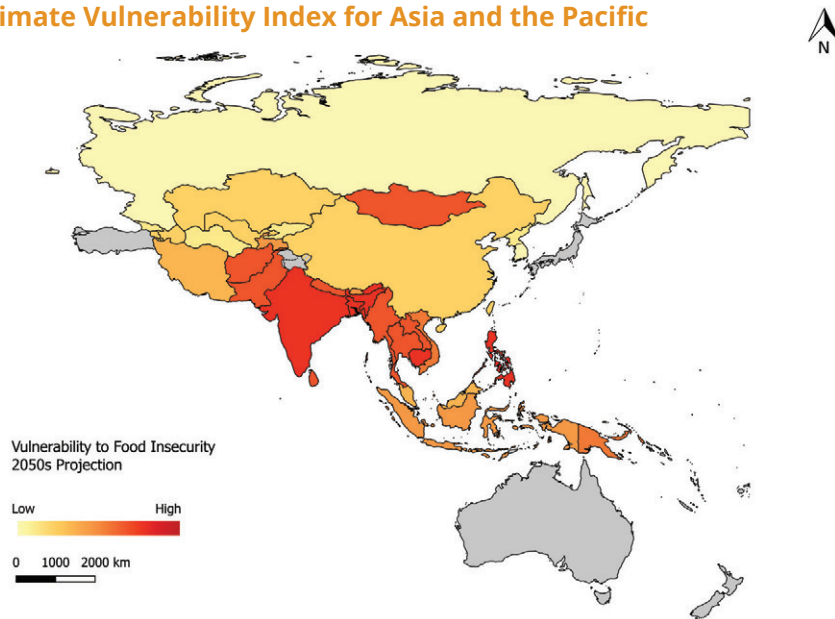 imate Vulnerability Index for Asia and the Pacific
N
Vulnerability to Food Insecurity
2050s Projection
Low High
0 1000 2000 km